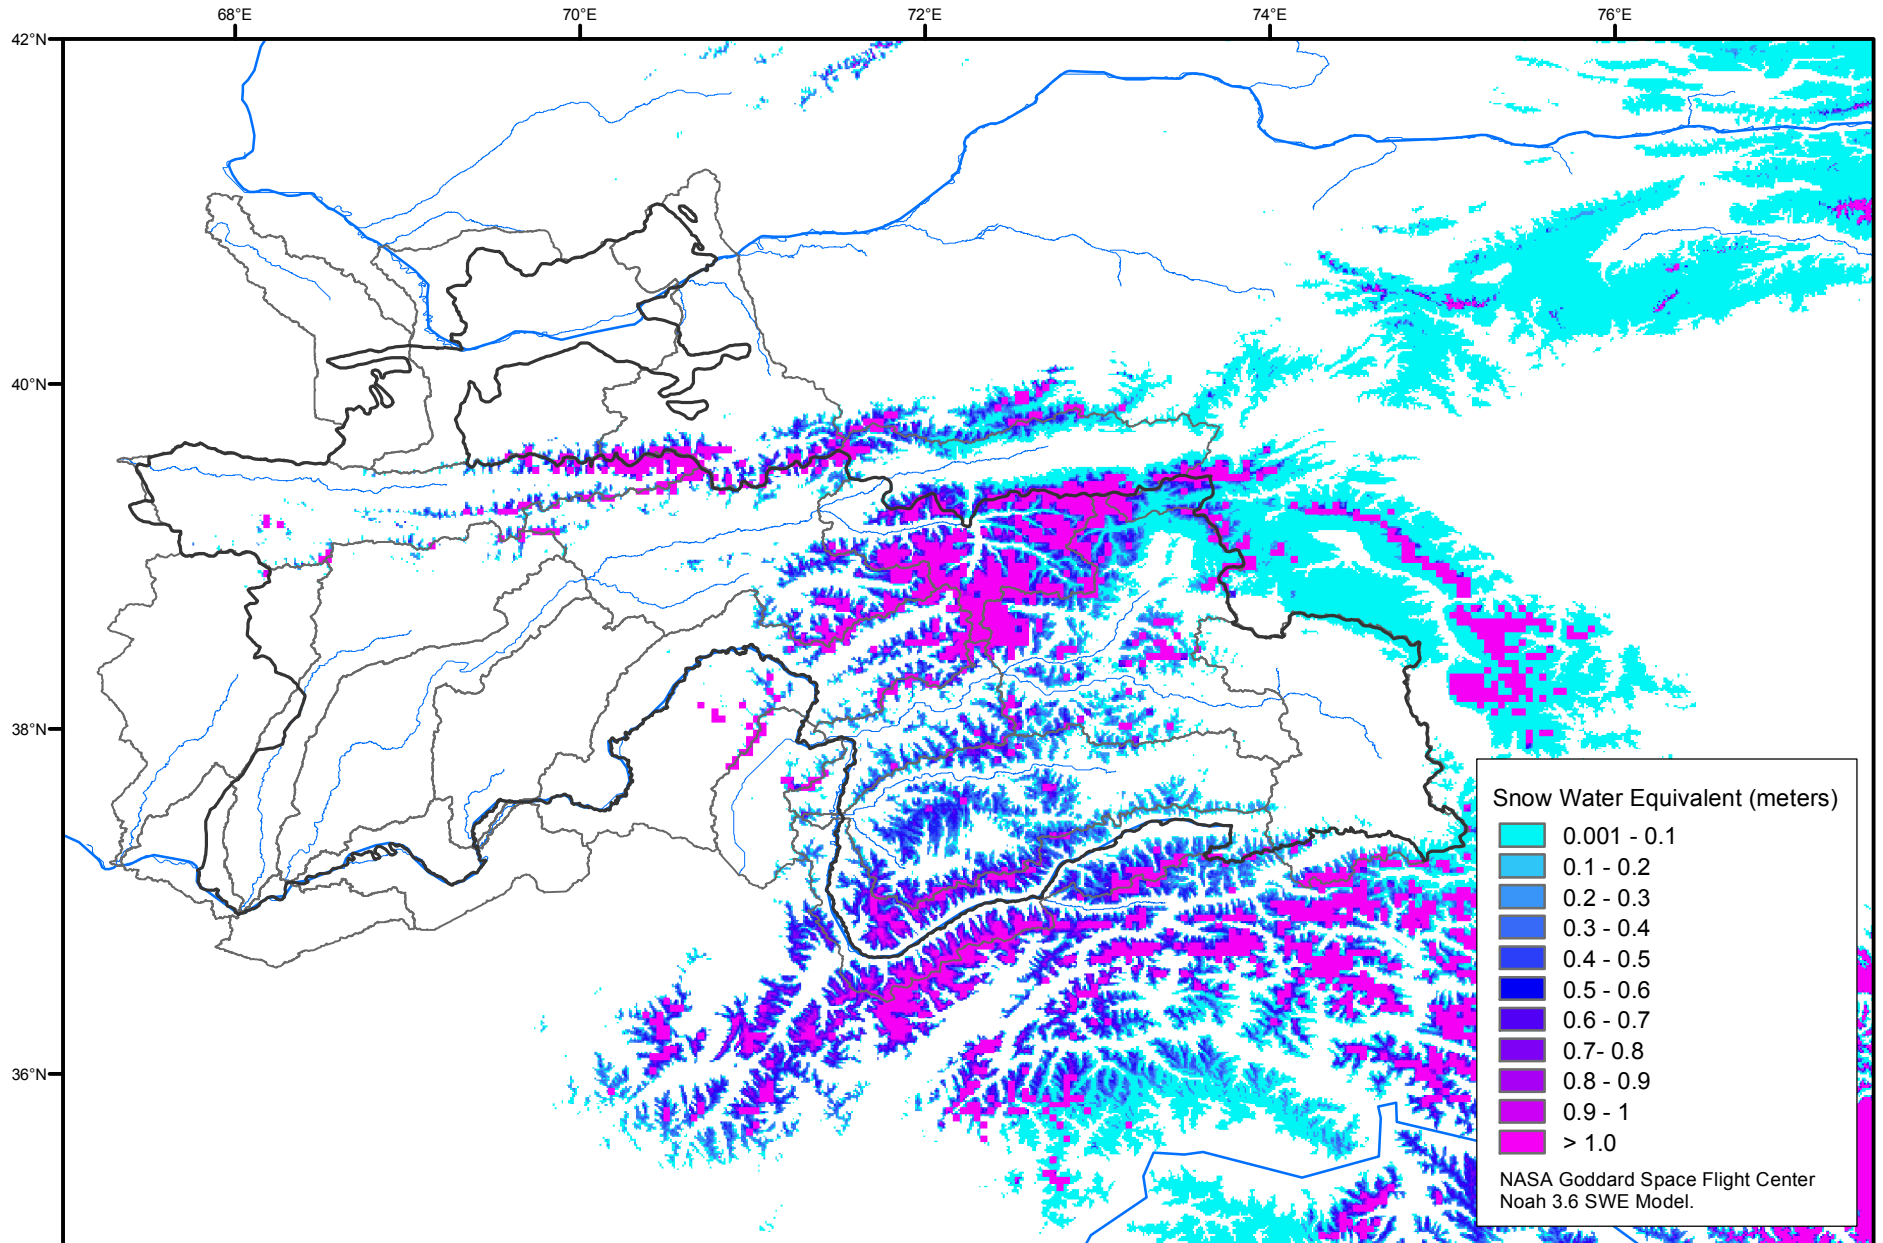 68°E 70°E 72°E 74°E 76°E
42°N
40°N
38°N
36°N
Snow Water Equivalent (meters)
0.001 - 0.1
0.1 - 0.2
0.2 - 0.3
0.3 - 0.4
0.4 - 0.5
0.5 - 0.6
0.6 - 0.7
0.7- 0.8
0.8 - 0.9
0.9 - 1
> 1.0
NASA Goddard Space Flight Center
Noah 3.6 SWE Model.